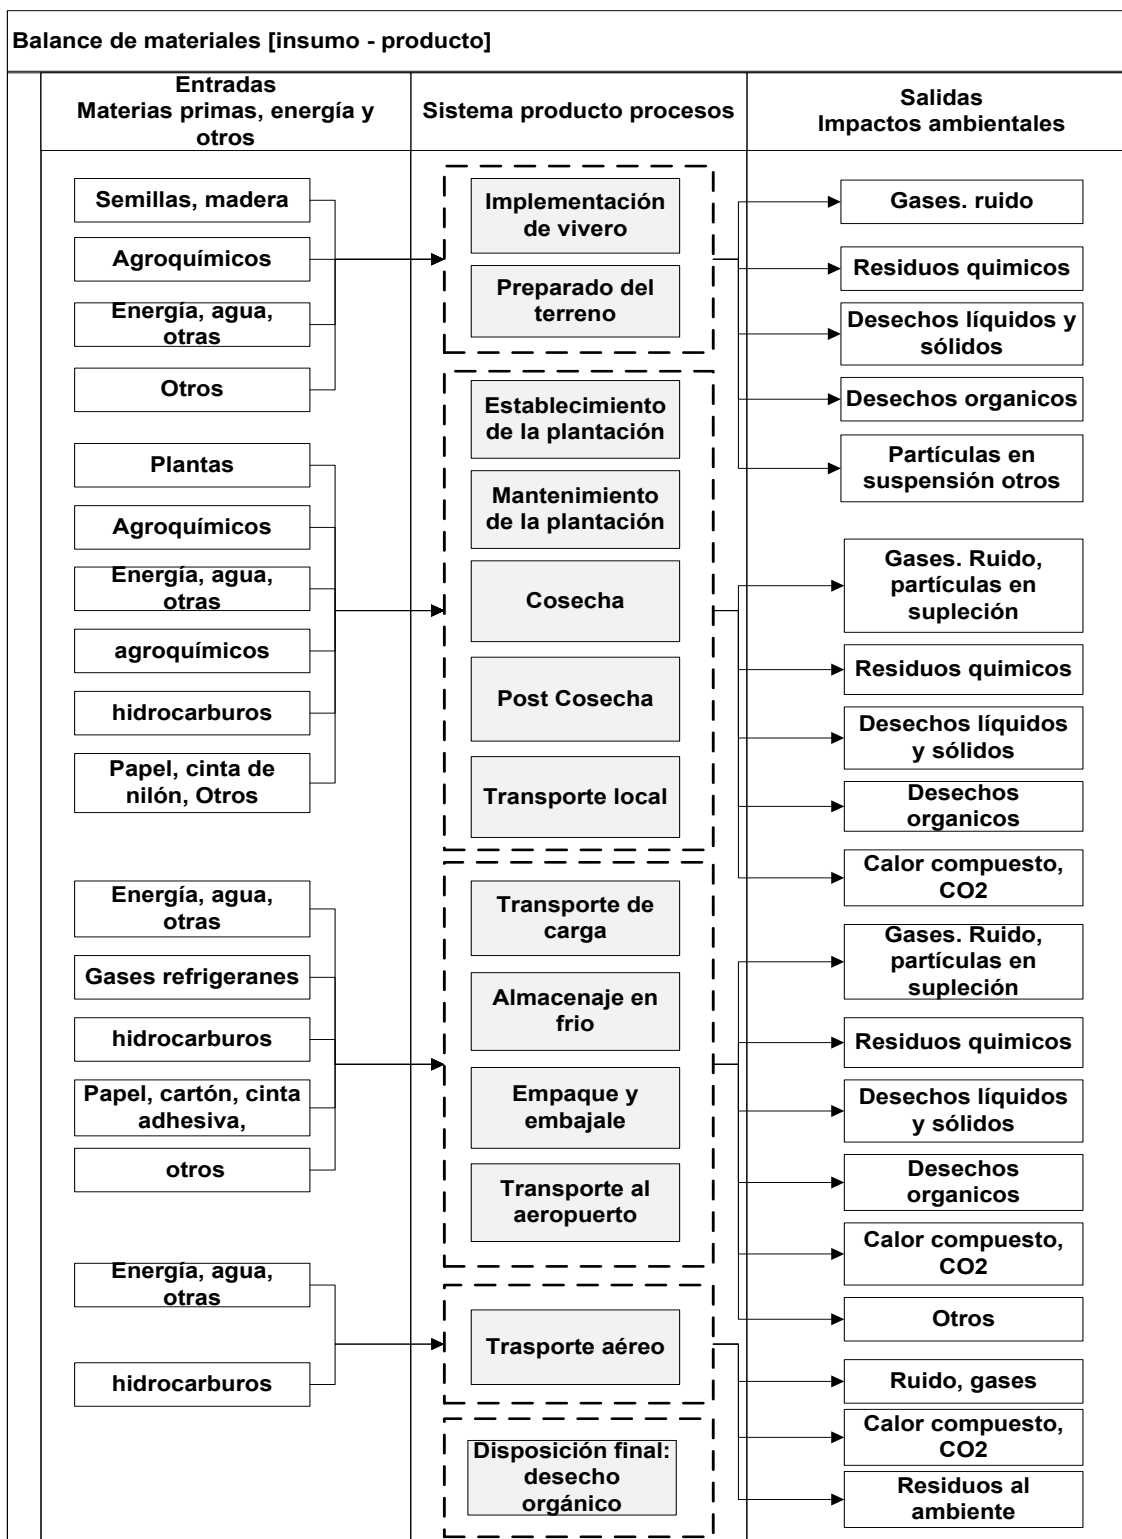 Balance de materiales [insumo - producto]
Entradas
Materias primas, energía y
otros
Sistema producto procesos
Salidas
Impactos ambientales
Semillas, madera
Agroquímicos
Energía, agua,
otras
Otros
Implementación
de vivero
Preparado del
terreno
Gases. ruido
Residuos quimicos
Desechos líquidos y
sólidos
Desechos organicos
Partículas en
suspensión otros
Plantas
Agroquímicos
Energía, agua,
otras
agroquímicos
hidrocarburos
Papel, cinta de
nilón, Otros
Establecimiento
de la plantación
Mantenimiento
de la plantación
Cosecha
Post Cosecha
Transporte local
Gases. Ruido,
partículas en
supleción
Residuos quimicos
Desechos líquidos
y sólidos
Desechos
organicos
Calor compuesto,
CO2
Energía, agua,
otras
Gases refrigeranes
hidrocarburos
Papel, cartón, cinta
adhesiva,
otros
Transporte de
carga
Almacenaje en
frio
Empaque y
embajale
Transporte al
aeropuerto
Gases. Ruido,
partículas en
supleción
Residuos quimicos
Desechos líquidos
y sólidos
Desechos
organicos
Calor compuesto,
CO2
Otros
Energía, agua,
otras
hidrocarburos
Trasporte aéreo
Disposición final:
desecho
orgánico
Ruido, gases
Calor compuesto,
CO2
Residuos al
ambiente